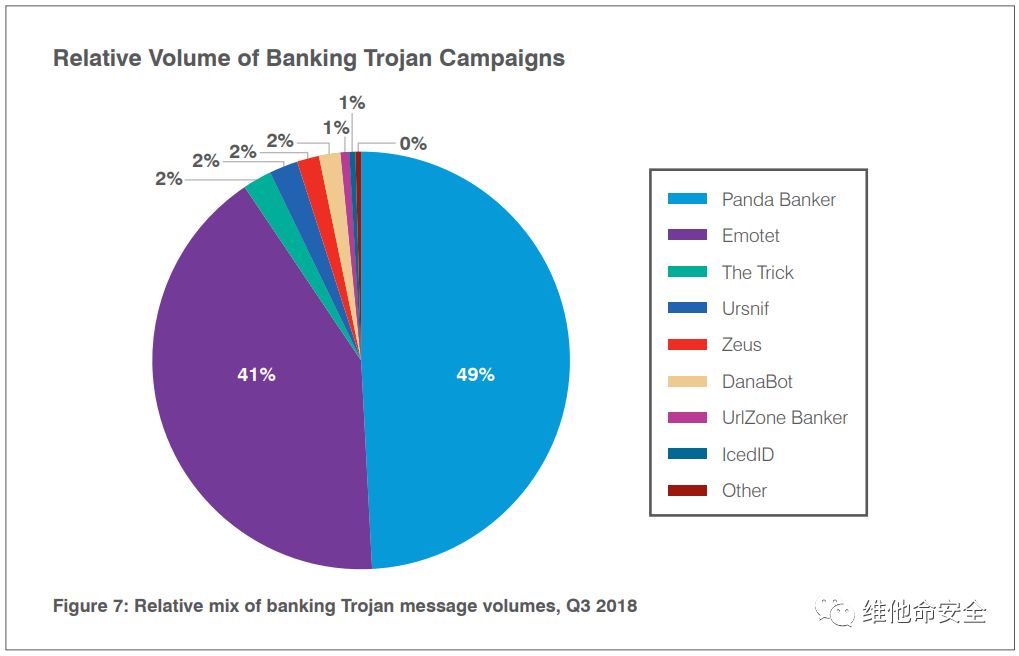 Relative Volume of Banking Trojan Campaigns
1%
1%
0%
2%
2%
2%
2%
41%
49%
Panda Banker
Emotet
The Trick
Ursnif
Zeus
DanaBot
UrlZone Banker
IcedID
Other
Figure 7: Relative mix of banking Trojan message volumes, Q3 2018
维他命安全